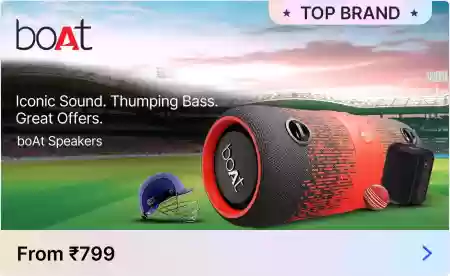 ★ TOP BRAND ★
boAt
Iconic Sound. Thumping Bass.
Great Offers.
boAt Speakers
boAt
From ₹799